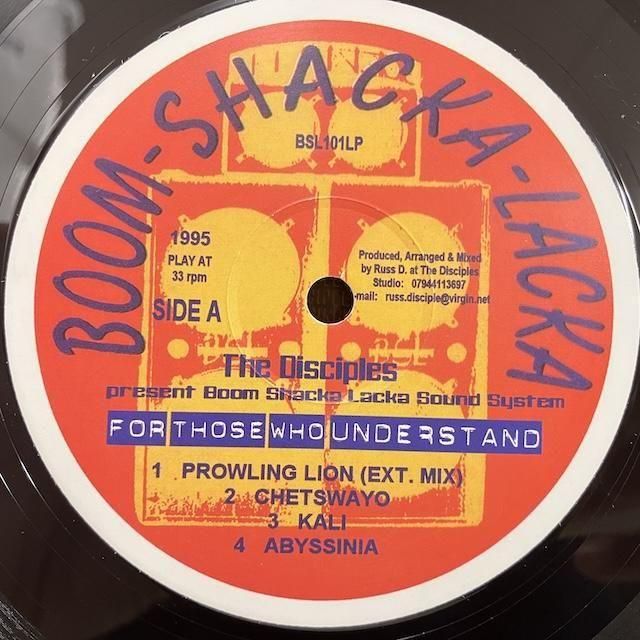 BOOM-SHACKA-LACKA
BSL101LP
1995
PLAY AT
33 rpm
SIDE A
Produced, Arranged & Mixed
by Russ D. at The Disciples
Studio: 07944113697
e-mail: russ.disciple@virgin.net
The Disciples
present Boom Shacka Lacka Sound System
FOR THOSE WHO UNDERSTAND
1 PROWLING LION (EXT. MIX)
2 CHETSWAYO
3 KALI
4 ABYSSINIA